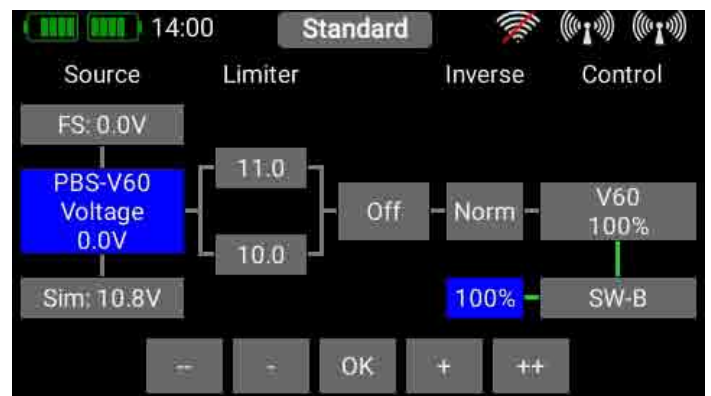 14:00 Standard
Source Limiter Inverse Control
FS: 0.0V
PBS-V60
Voltage
0.0V
11.0
10.0
Off
Norm
V60
100%
Sim: 10.8V
100%
SW-B
-- - OK + ++